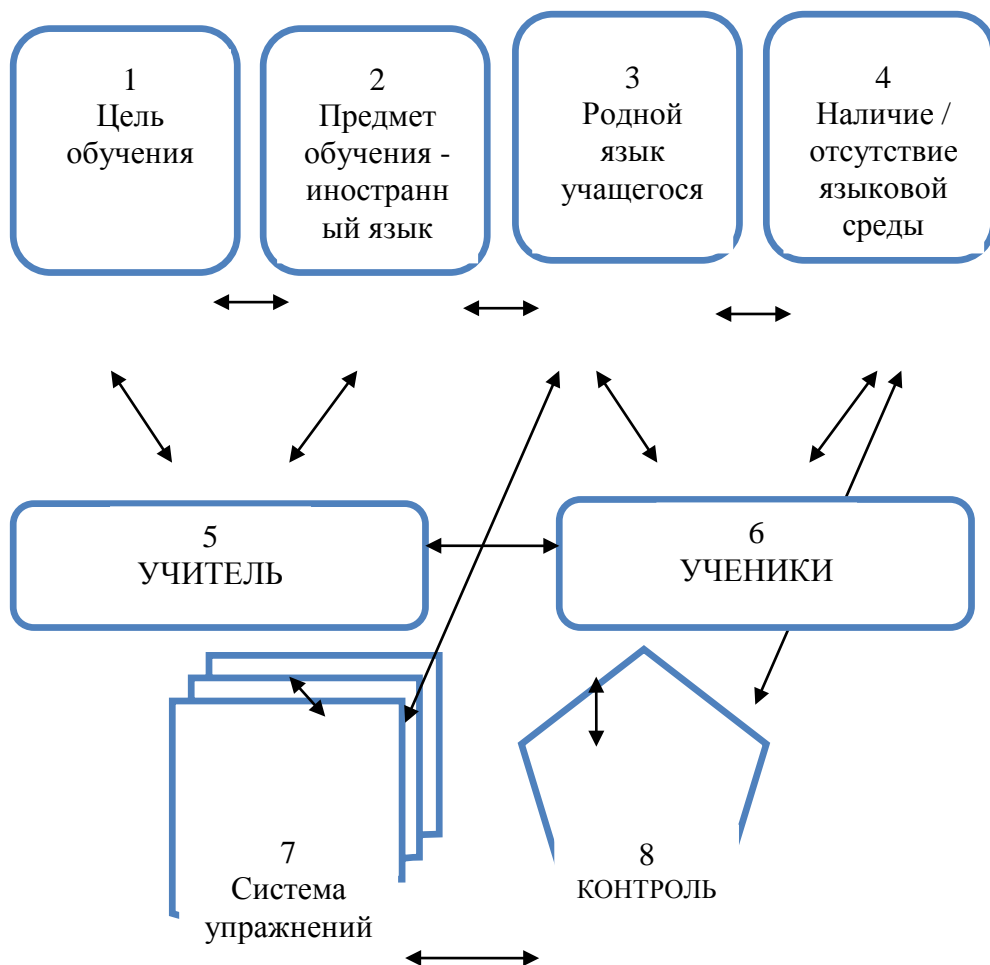 1
Цель
обучения
2
Предмет
обучения -
иностранн
ый язык
3
Родной
язык
учащегося
4
Наличие /
отсутствие
языковой
среды
5
УЧИТЕЛЬ
6
УЧЕНИКИ
7
Система
упражнений
8
КОНТРОЛЬ